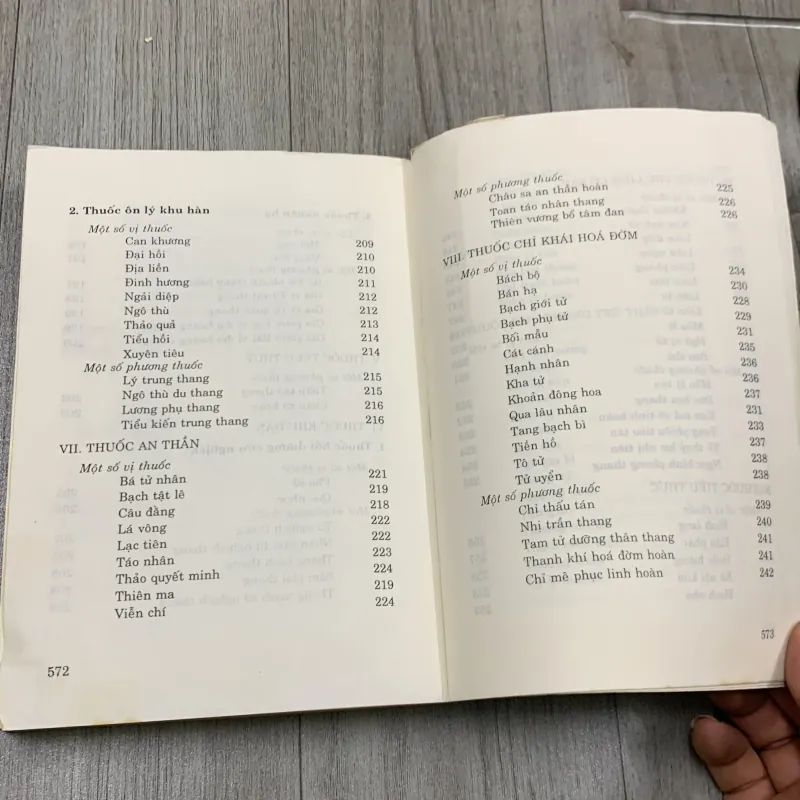 2. Thuốc ôn lý khu hàn
Một số vị thuốc
Can khương 209
Đại hồi 210
Địa liền 210
Đinh hương 211
Ngải diệp 212
Ngô thù 212
Thảo quả 213
Tiểu hồi 214
Xuyên tiêu 214
Một số phương thuốc
Lý trung thang 215
Ngô thù du thang 215
Lương phụ thang 216
Tiểu kiến trung thang 216
VII. THUỐC AN THẦN
Một số vị thuốc
Bá tử nhân 221
Bạch tật lê 219
Câu đằng 218
Lá vông 222
Lạc tiên 222
Táo nhân 223
Thảo quyết minh 224
Thiên ma 219
Viễn chí 224
572
Một số phương thuốc
Châu sa an thần hoàn 225
Toan táo nhân thang 226
Thiên vương bổ tâm đan 226
VIII. THUỐC CHỈ KHÁI HOÁ ĐỜM
Một số vị thuốc
Bách bộ 234
Bán hạ 230
Bạch giới tử 228
Bạch phụ tử 229
Bối mẫu 231
Cát cánh 235
Hạnh nhân 236
Kha tử 236
Khoản đông hoa 237
Qua lâu nhân 231
Tang bạch bì 233
Tiền hồ 237
Tô tử 238
Tử uyển 238
Một số phương thuốc
Chỉ thấu tán 239
Nhị trần thang 240
Tam tử dưỡng thân thang 241
Thanh khí hoá đờm hoàn 241
Chỉ mê phục linh hoàn 242
573